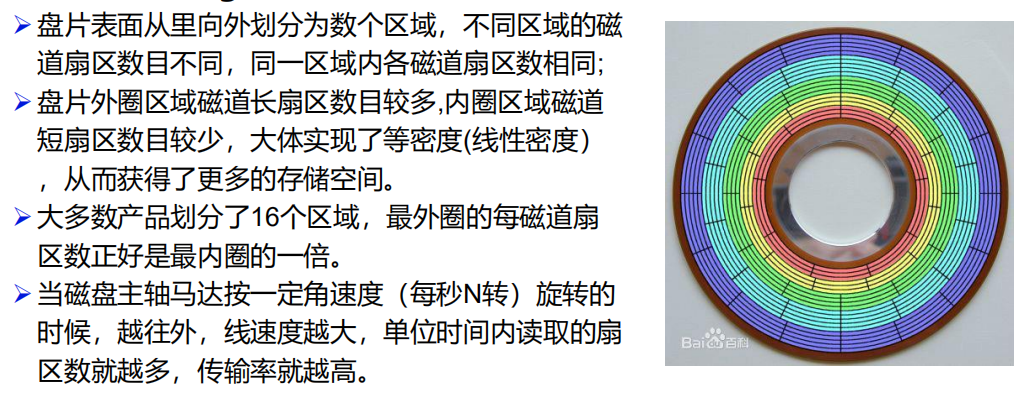 ➢盘片表面从里向外划分为数个区域，不同区域的磁
道扇区数目不同，同一区域内各磁道扇区数相同;
➢盘片外圈区域磁道长扇区数目较多,内圈区域磁道
短扇区数目较少，大体实现了等密度(线性密度）
，从而获得了更多的存储空间。
➢大多数产品划分了16个区域，最外圈的每磁道扇
区数正好是最内圈的一倍。
➢当磁盘主轴马达按一定角速度（每秒N转）旋转的
时候，越往外，线速度越大，单位时间内读取的扇
区数就越多，传输率就越高。
Bai百科